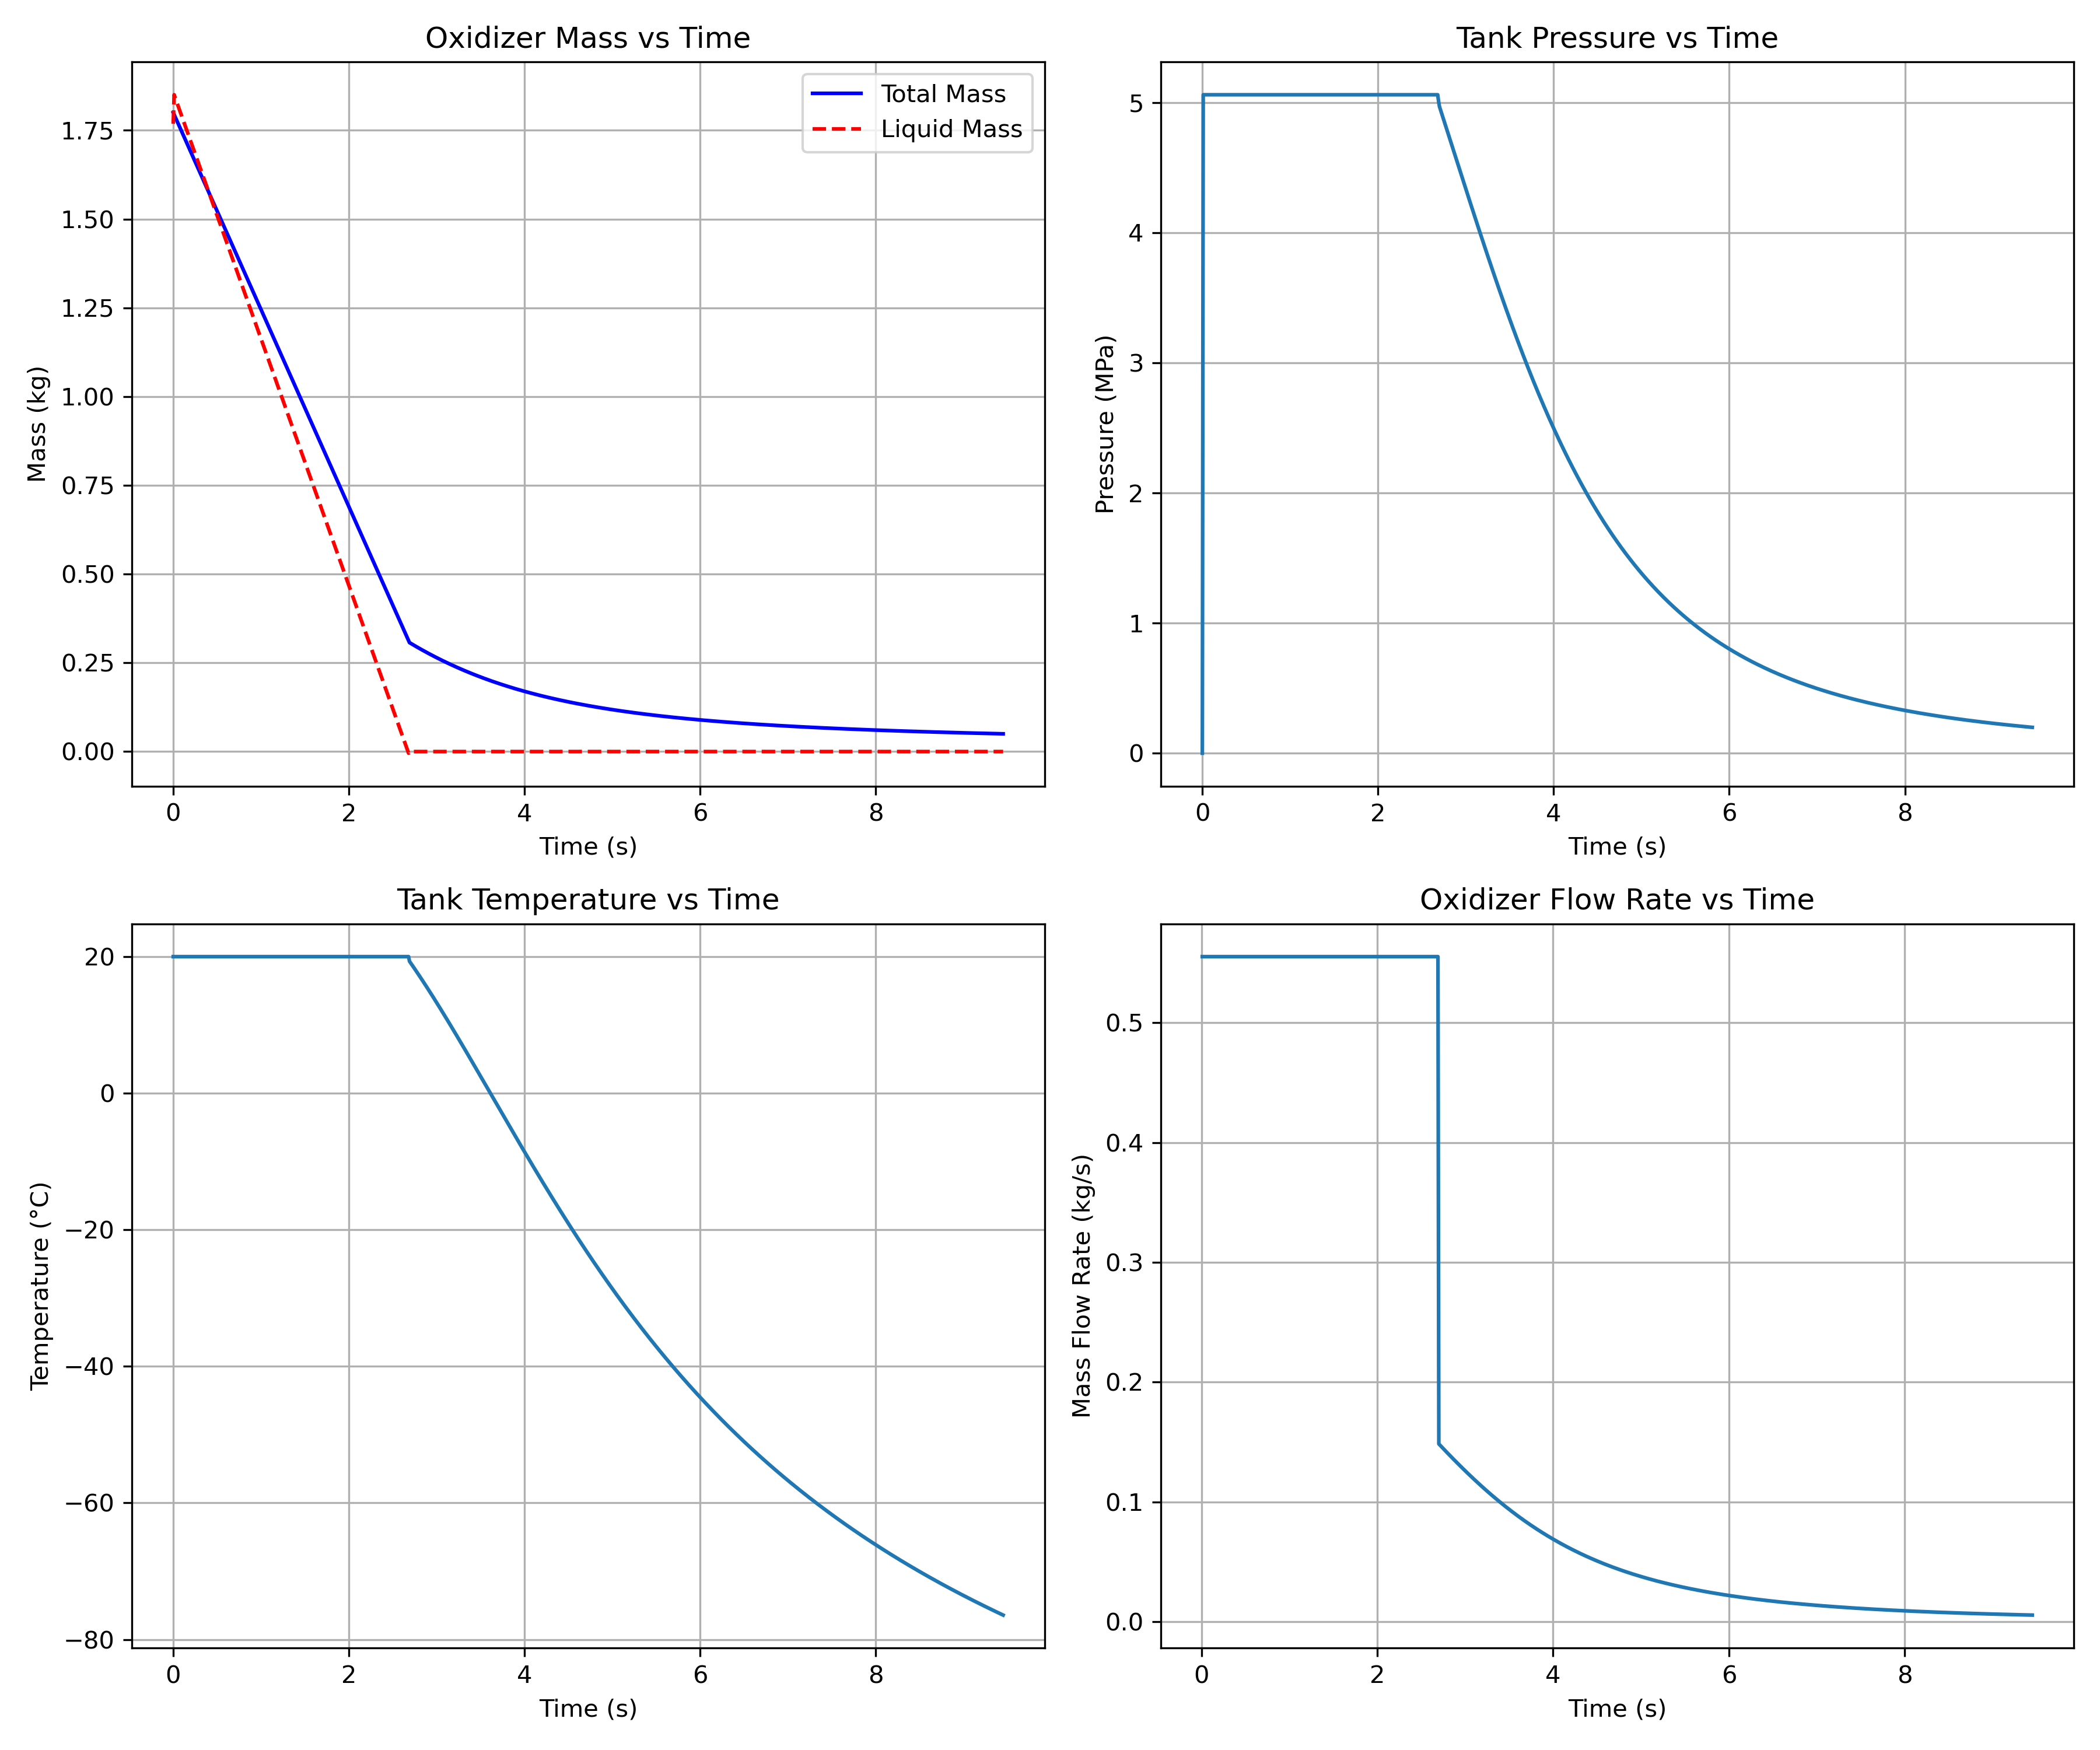 Oxidizer Mass vs Time
Mass (kg)
1.75
1.50
1.25
1.00
0.75
0.50
0.25
0.00
Total Mass
Liquid Mass
0 2 4 6 8
Time (s)
Tank Pressure vs Time
Pressure (MPa)
5
4
3
2
1
0
0 2 4 6 8
Time (s)
Tank Temperature vs Time
Temperature (°C)
20
0
−20
−40
−60
−80
0 2 4 6 8
Time (s)
Oxidizer Flow Rate vs Time
Mass Flow Rate (kg/s)
0.5
0.4
0.3
0.2
0.1
0.0
0 2 4 6 8
Time (s)